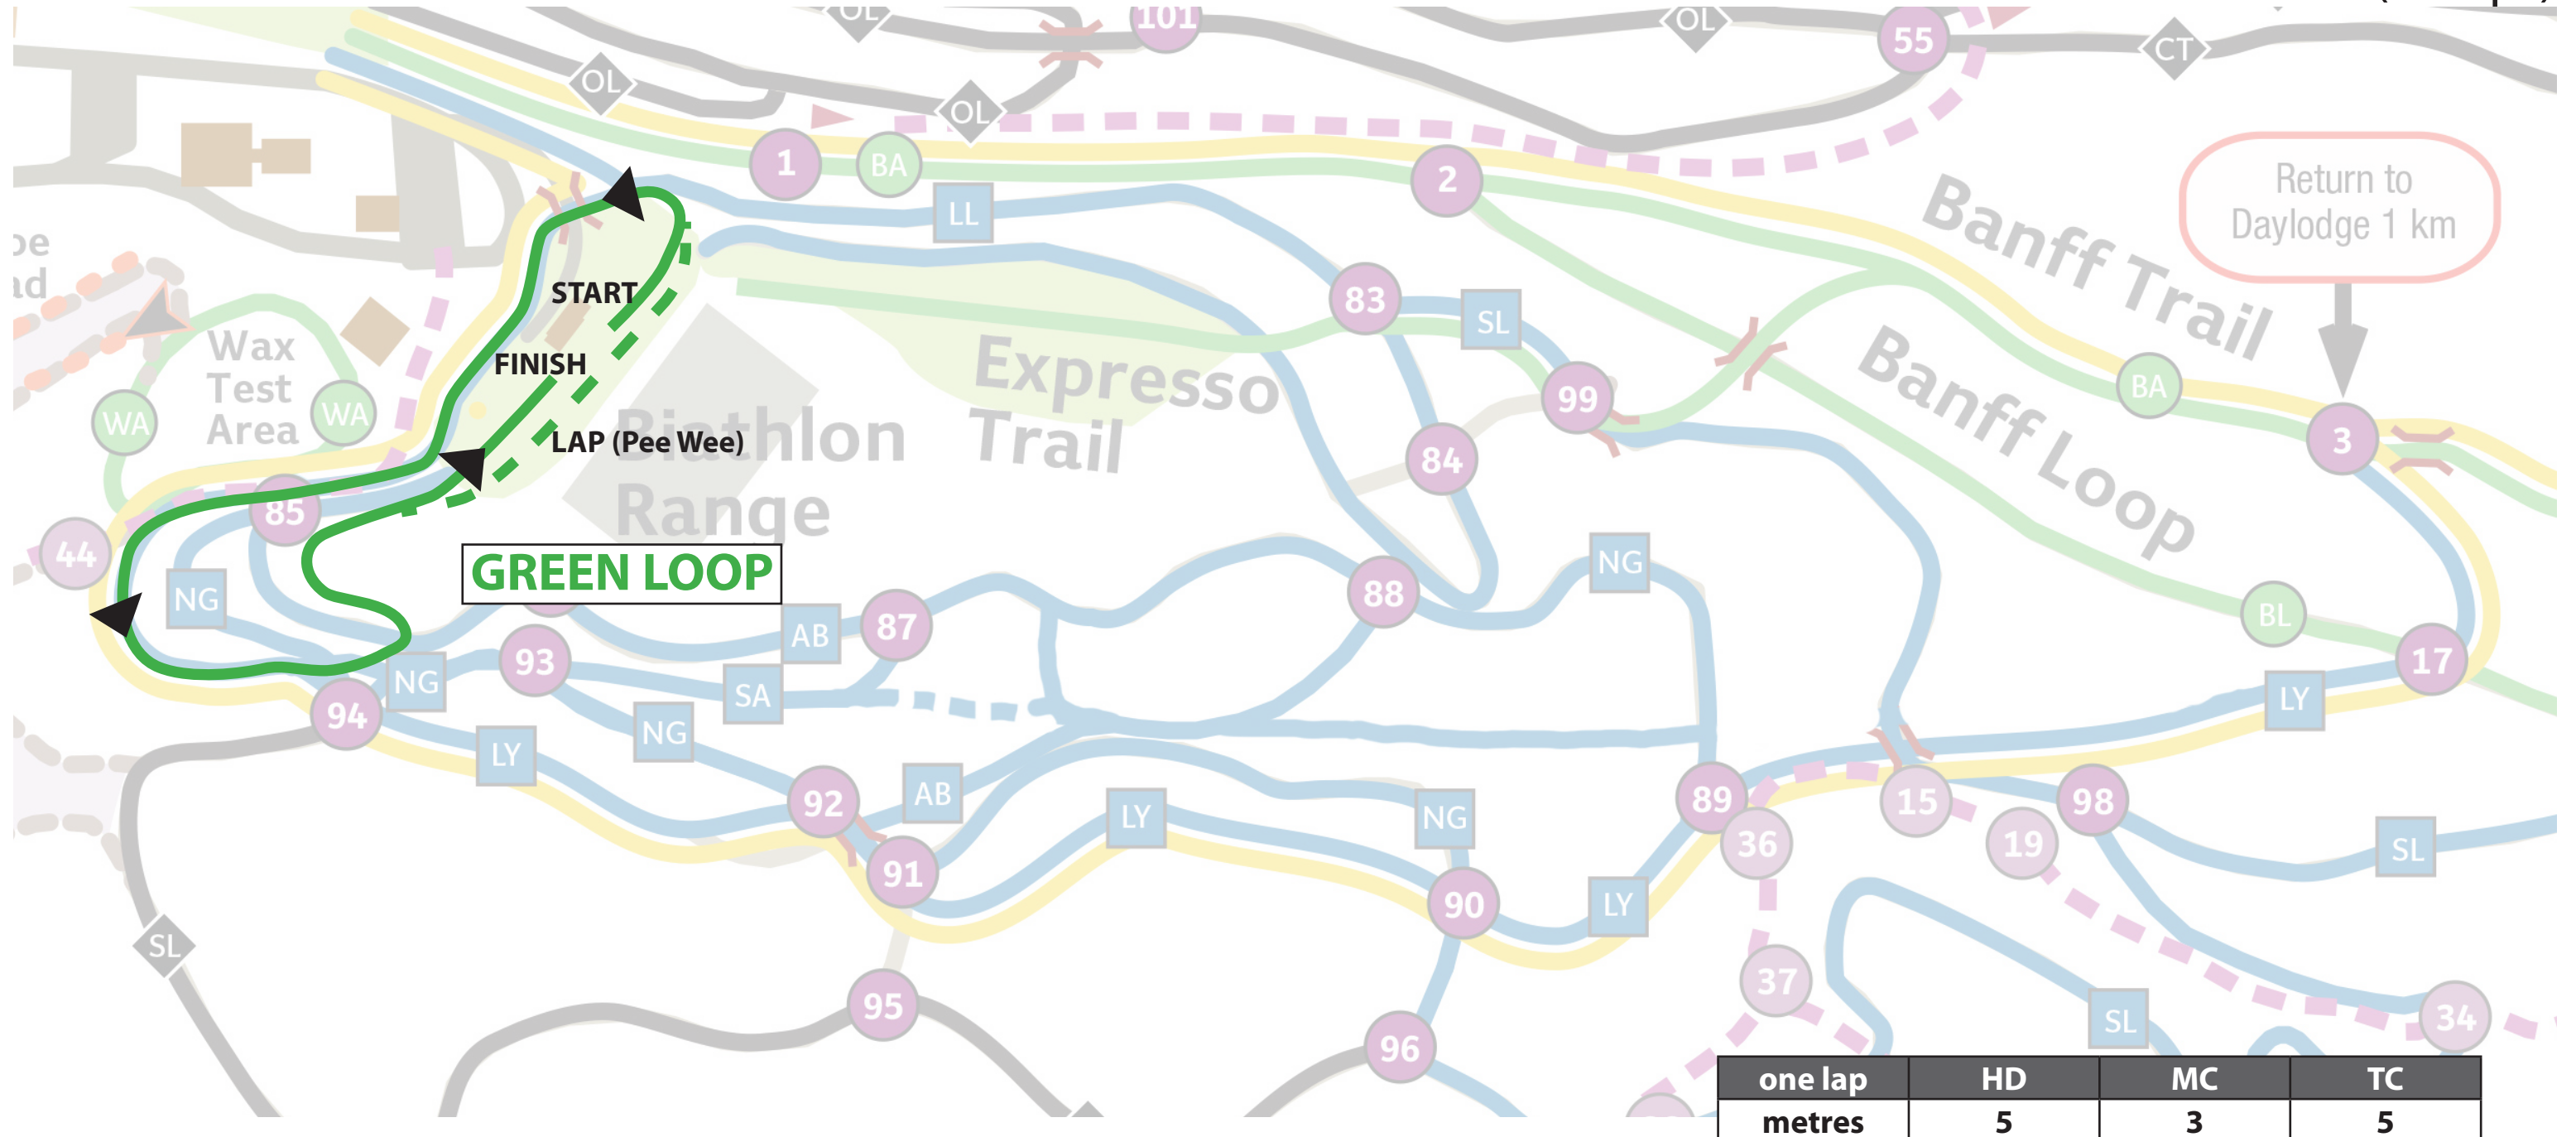 OL
101
OL
55
CT
OL
OL
1
BA
2
Return to
Daylodge 1 km
LL
Banff Trail
START
83
SL
Wax
Test
Area
WA
WA
FINISH
Expresso
Trail
Banff Loop
BA
99
3
LAP (Pee Wee)
Biathlon
Range
84
85
44
GREEN LOOP
NG
88
NG
AB
87
BL
93
NG
SA
17
94
LY
NG
LY
92
AB
LY
NG
89
15
98
36
19
SL
91
90
LY
SL
37
95
SL
34
96
one lap HD MC TC
metres 5 3 5